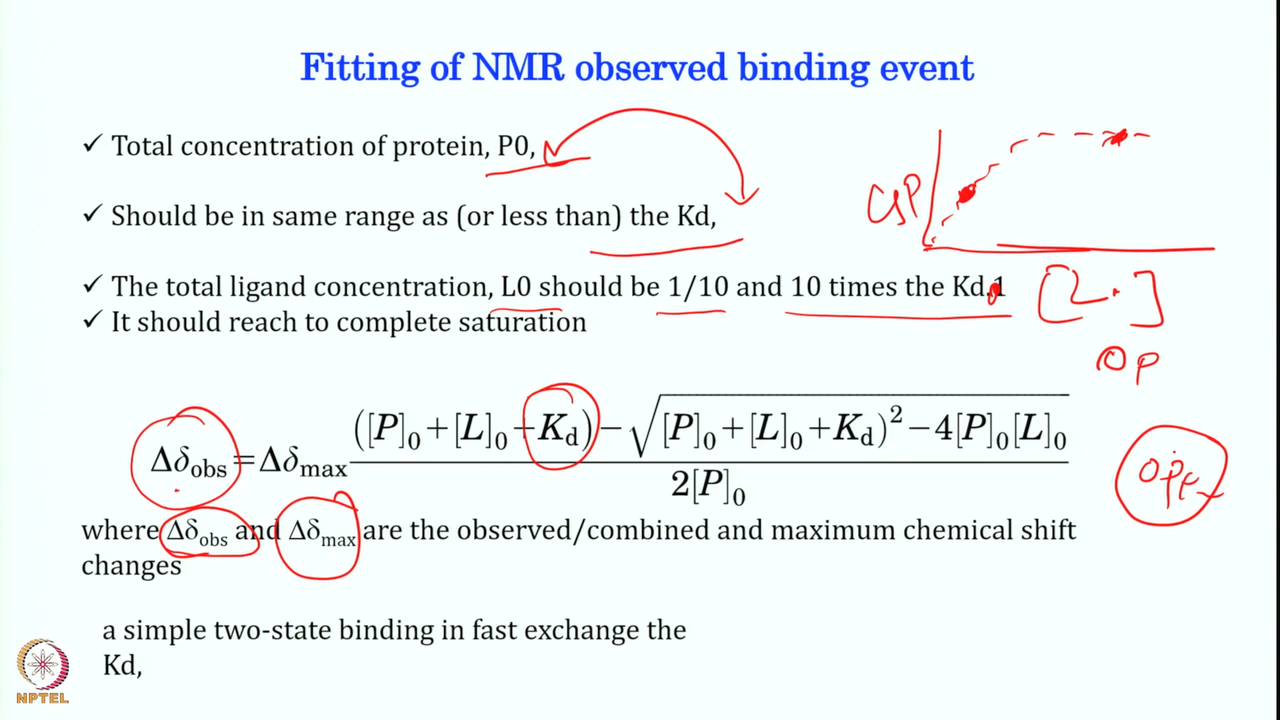 Fitting of NMR observed binding event
✓ Total concentration of protein, P0,
✓ Should be in same range as (or less than) the Kd,
✓ The total ligand concentration, L0 should be 1/10 and 10 times the Kd.1
✓ It should reach to complete saturation
CSP
[L.]
Δδobs=Δδmax (([P]0+[L]0+Kd)−√([P]0+[L]0+Kd)²−4[P]0[L]0) / 2[P]0
where Δδobs and Δδmax are the observed/combined and maximum chemical shift
changes
a simple two-state binding in fast exchange the
Kd,
NPTEL